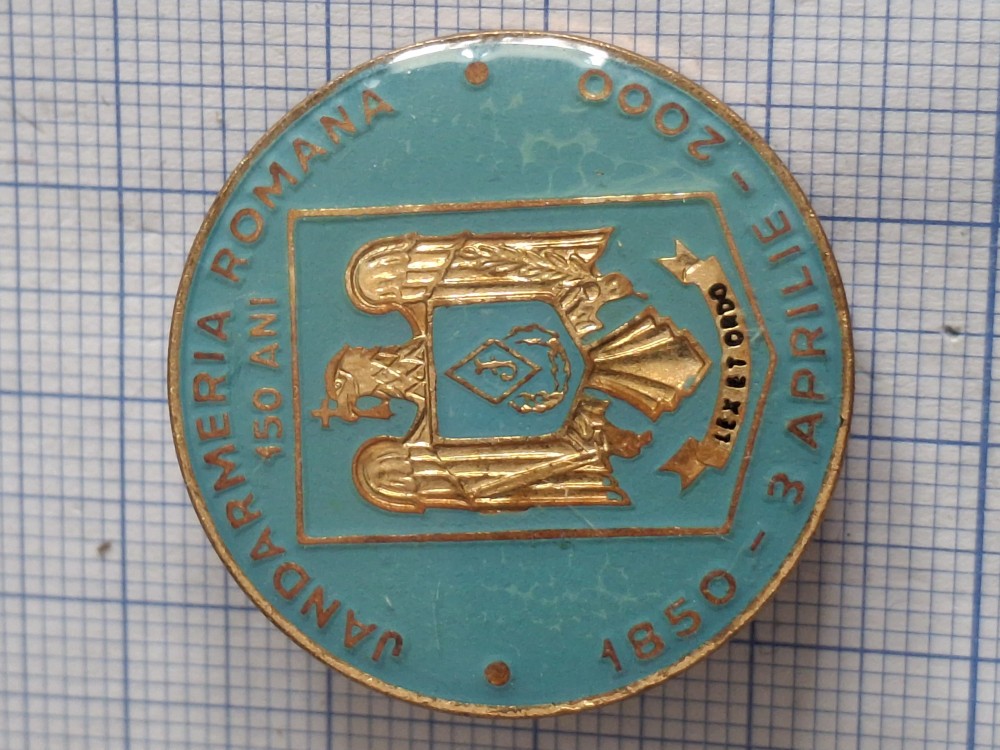 JANDARMERIA ROMANA
150 ANI
J
LEX ET ORDO
1850 - 3 APRILIE - 2000